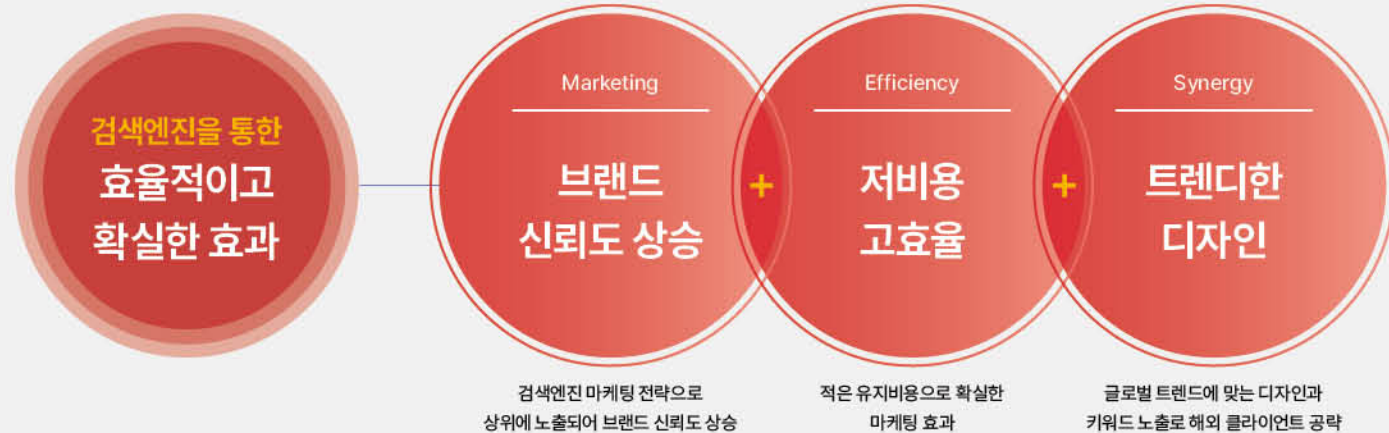 검색엔진을 통한
효율적이고
확실한 효과
Marketing
브랜드
신뢰도 상승
+
Efficiency
저비용
고효율
+
Synergy
트렌디한
디자인
검색엔진 마케팅 전략으로
상위에 노출되어 브랜드 신뢰도 상승
적은 유지비용으로 확실한
마케팅 효과
글로벌 트렌드에 맞는 디자인과
키워드 노출로 해외 클라이언트 공략